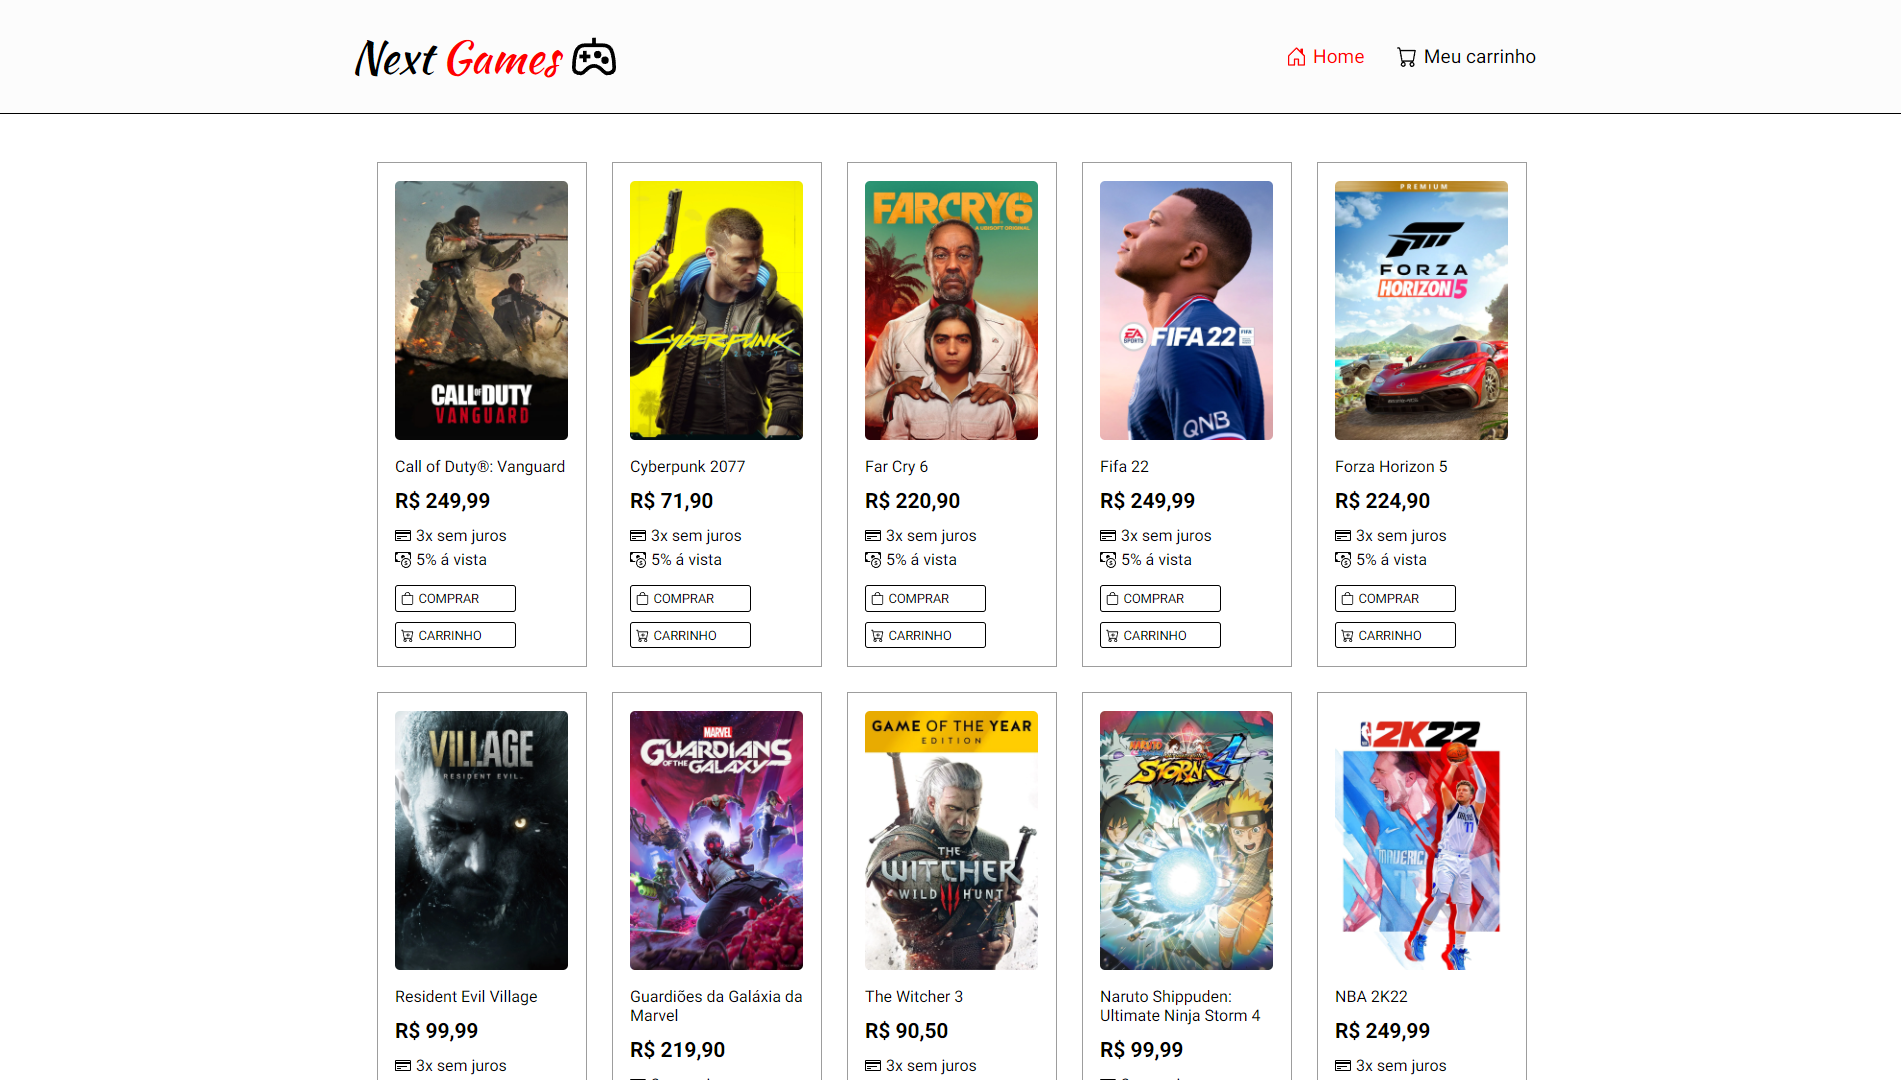 Next Games
Home
Meu carrinho
CALL OF DUTY
VANGUARD
Call of Duty®: Vanguard
R$ 249,99
3x sem juros
5% á vista
COMPRAR
CARRINHO
Cyberpunk
2077
Cyberpunk 2077
R$ 71,90
3x sem juros
5% á vista
COMPRAR
CARRINHO
FARCRY6
A UBISOFT ORIGINAL
Far Cry 6
R$ 220,90
3x sem juros
5% á vista
COMPRAR
CARRINHO
EA SPORTS FIFA 22
QNB
Fifa 22
R$ 249,99
3x sem juros
5% á vista
COMPRAR
CARRINHO
PREMIUM
FORZA
HORIZON 5
Forza Horizon 5
R$ 224,90
3x sem juros
5% á vista
COMPRAR
CARRINHO
VILLAGE
RESIDENT EVIL
Resident Evil Village
R$ 99,99
3x sem juros
MARVEL
GUARDIANS
OF THE GALAXY
Guardiões da Galáxia da
Marvel
R$ 219,90
GAME OF THE YEAR
EDITION
THE
WITCHER
WILD HUNT
The Witcher 3
R$ 90,50
3x sem juros
NARUTO
STORM 4
Naruto Shippuden:
Ultimate Ninja Storm 4
R$ 99,99
2K22
77
MAVERIC
NBA 2K22
R$ 249,99
3x sem juros